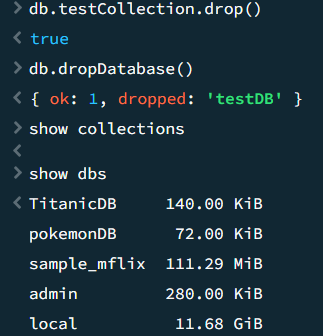 > db.testCollection.drop()
< true
> db.dropDatabase()
< { ok: 1, dropped: 'testDB' }
> show collections
<
> show dbs
< TitanicDB 140.00 KiB
pokemonDB 72.00 KiB
sample_mflix 111.29 MiB
admin 280.00 KiB
local 11.68 GiB